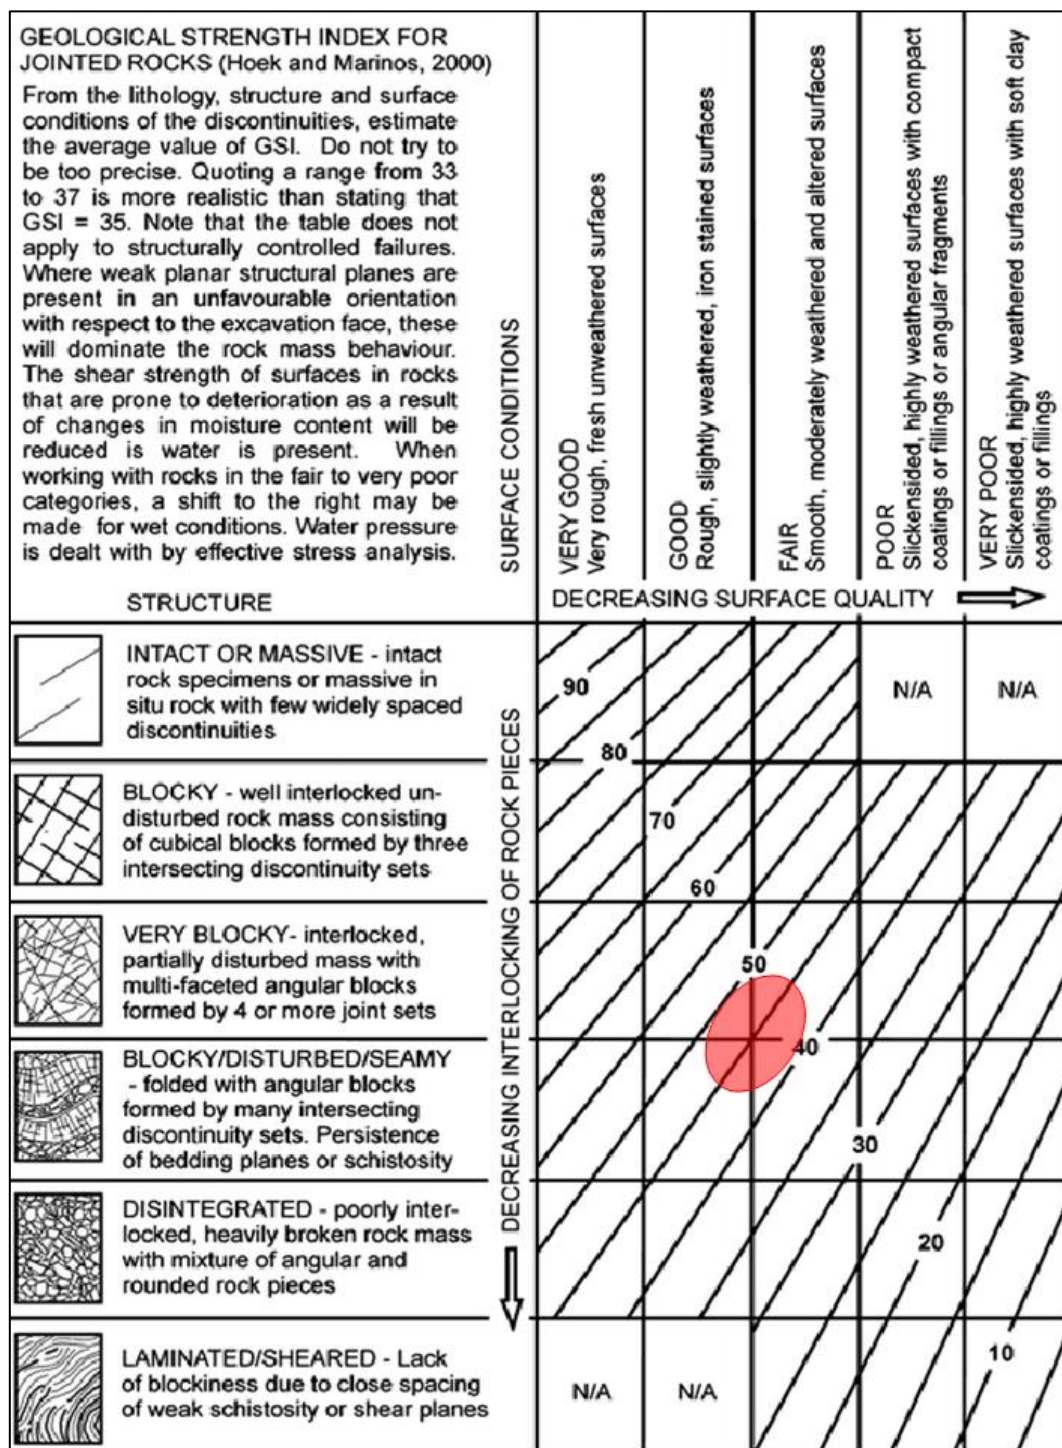 GEOLOGICAL STRENGTH INDEX FOR
JOINTED ROCKS (Hoek and Marinos, 2000)
From the lithology, structure and surface
conditions of the discontinuities, estimate
the average value of GSI. Do not try to
be too precise. Quoting a range from 33
to 37 is more realistic than stating that
GSI = 35. Note that the table does not
apply to structurally controlled failures.
Where weak planar structural planes are
present in an unfavourable orientation
with respect to the excavation face, these
will dominate the rock mass behaviour.
The shear strength of surfaces in rocks
that are prone to deterioration as a result
of changes in moisture content will be
reduced is water is present. When
working with rocks in the fair to very poor
categories, a shift to the right may be
made for wet conditions. Water pressure
is dealt with by effective stress analysis.
STRUCTURE
SURFACE CONDITIONS
VERY GOOD
Very rough, fresh unweathered surfaces
GOOD
Rough, slightly weathered, iron stained surfaces
FAIR
Smooth, moderately weathered and altered surfaces
POOR
Slickensided, highly weathered surfaces with compact
coatings or fillings or angular fragments
VERY POOR
Slickensided, highly weathered surfaces with soft clay
coatings or fillings
DECREASING SURFACE QUALITY
DECREASING INTERLOCKING OF ROCK PIECES
INTACT OR MASSIVE - intact
rock specimens or massive in
situ rock with few widely spaced
discontinuities
90
80
N/A
N/A
BLOCKY - well interlocked un-
disturbed rock mass consisting
of cubical blocks formed by three
intersecting discontinuity sets
70
60
VERY BLOCKY- interlocked,
partially disturbed mass with
multi-faceted angular blocks
formed by 4 or more joint sets
50
40
BLOCKY/DISTURBED/SEAMY
- folded with angular blocks
formed by many intersecting
discontinuity sets. Persistence
of bedding planes or schistosity
30
DISINTEGRATED - poorly inter-
locked, heavily broken rock mass
with mixture of angular and
rounded rock pieces
20
LAMINATED/SHEARED - Lack
of blockiness due to close spacing
of weak schistosity or shear planes
N/A
N/A
10